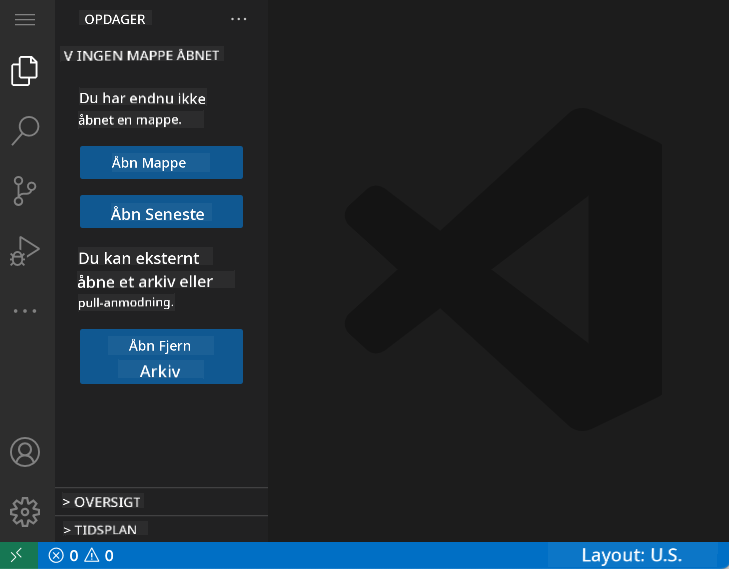 OPDAGER
V INGEN MAPPE ÅBNET
Du har endnu ikke
åbnet en mappe.
Åbn Mappe
Åbn Seneste
Du kan eksternt
åbne et arkiv eller
pull-anmodning.
Åbn Fjern
Arkiv
> OVERSIGT
> TIDSPLAN
0 0
Layout: U.S.